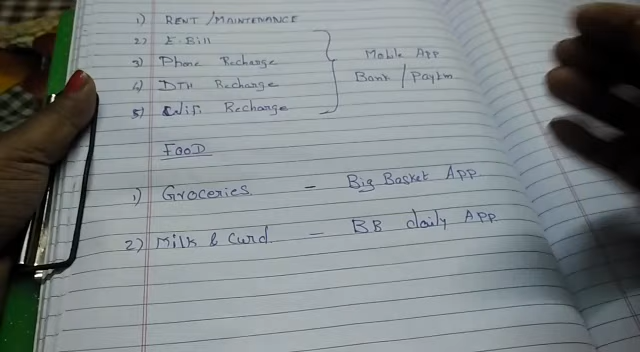 1) RENT / MAINTENANCE
2) E. Bill
3) Phone Recharge
4) DTH Recharge
5) Wifi Recharge
Moble App
Bank / Paytm
FOOD
1) Groceries - Big Basket App
2) Milk & Curd. - BB daily App